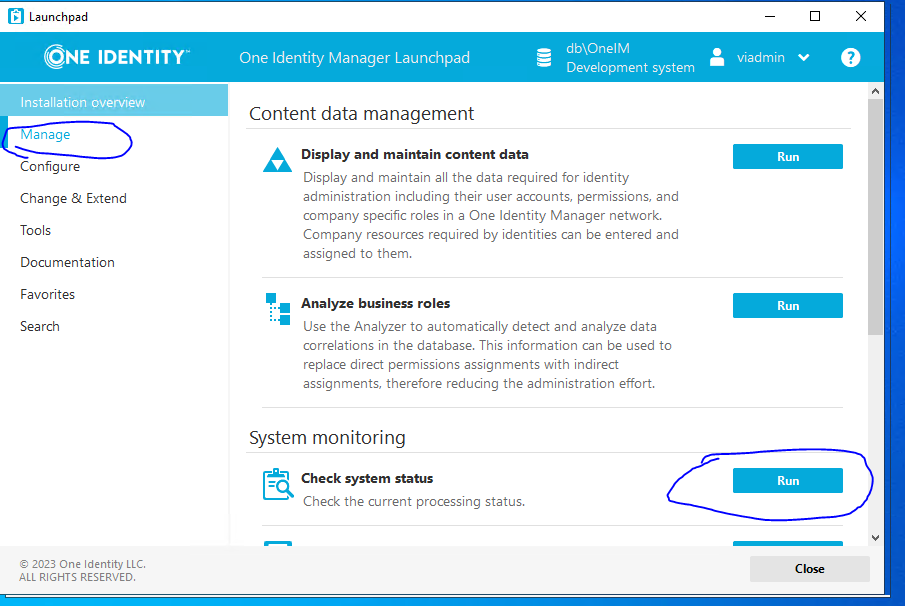 Launchpad
ONE IDENTITY™
One Identity Manager Launchpad
db\OneIM
Development system
viadmin
?
Installation overview
Manage
Configure
Change & Extend
Tools
Documentation
Favorites
Search
Content data management
Display and maintain content data
Run
Display and maintain all the data required for identity
administration including their user accounts, permissions, and
company specific roles in a One Identity Manager network.
Company resources required by identities can be entered and
assigned to them.
Analyze business roles
Run
Use the Analyzer to automatically detect and analyze data
correlations in the database. This information can be used to
replace direct permissions assignments with indirect
assignments, therefore reducing the administration effort.
System monitoring
Check system status
Run
Check the current processing status.
© 2023 One Identity LLC.
ALL RIGHTS RESERVED.
Close